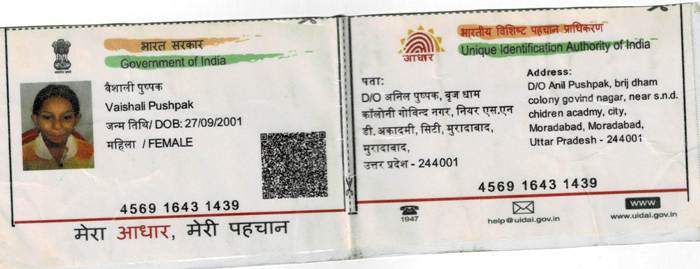 भारत सरकार
Government of India
वैशाली पुष्पक
Vaishali Pushpak
जन्म तिथि/ DOB: 27/09/2001
महिला / FEMALE
4569 1643 1439
मेरा आधार, मेरी पहचान
आधार
भारतीय विशिष्ट पहचान प्राधिकरण
Unique Identification Authority of India
पता:
D/O अनिल पुष्पक, बृज धाम
कॉलोनी गोविन्द नगर, नियर एस.एन
डी. अकादमी, सिटी, मुरादाबाद,
मुरादाबाद,
उत्तर प्रदेश - 244001
Address:
D/O Anil Pushpak, brij dham
colony govind nagar, near s.n.d.
chidren acadmy, city,
Moradabad, Moradabad,
Uttar Pradesh - 244001
4569 1643 1439
1947
help@uidai.gov.in
www
www.uidai.gov.in